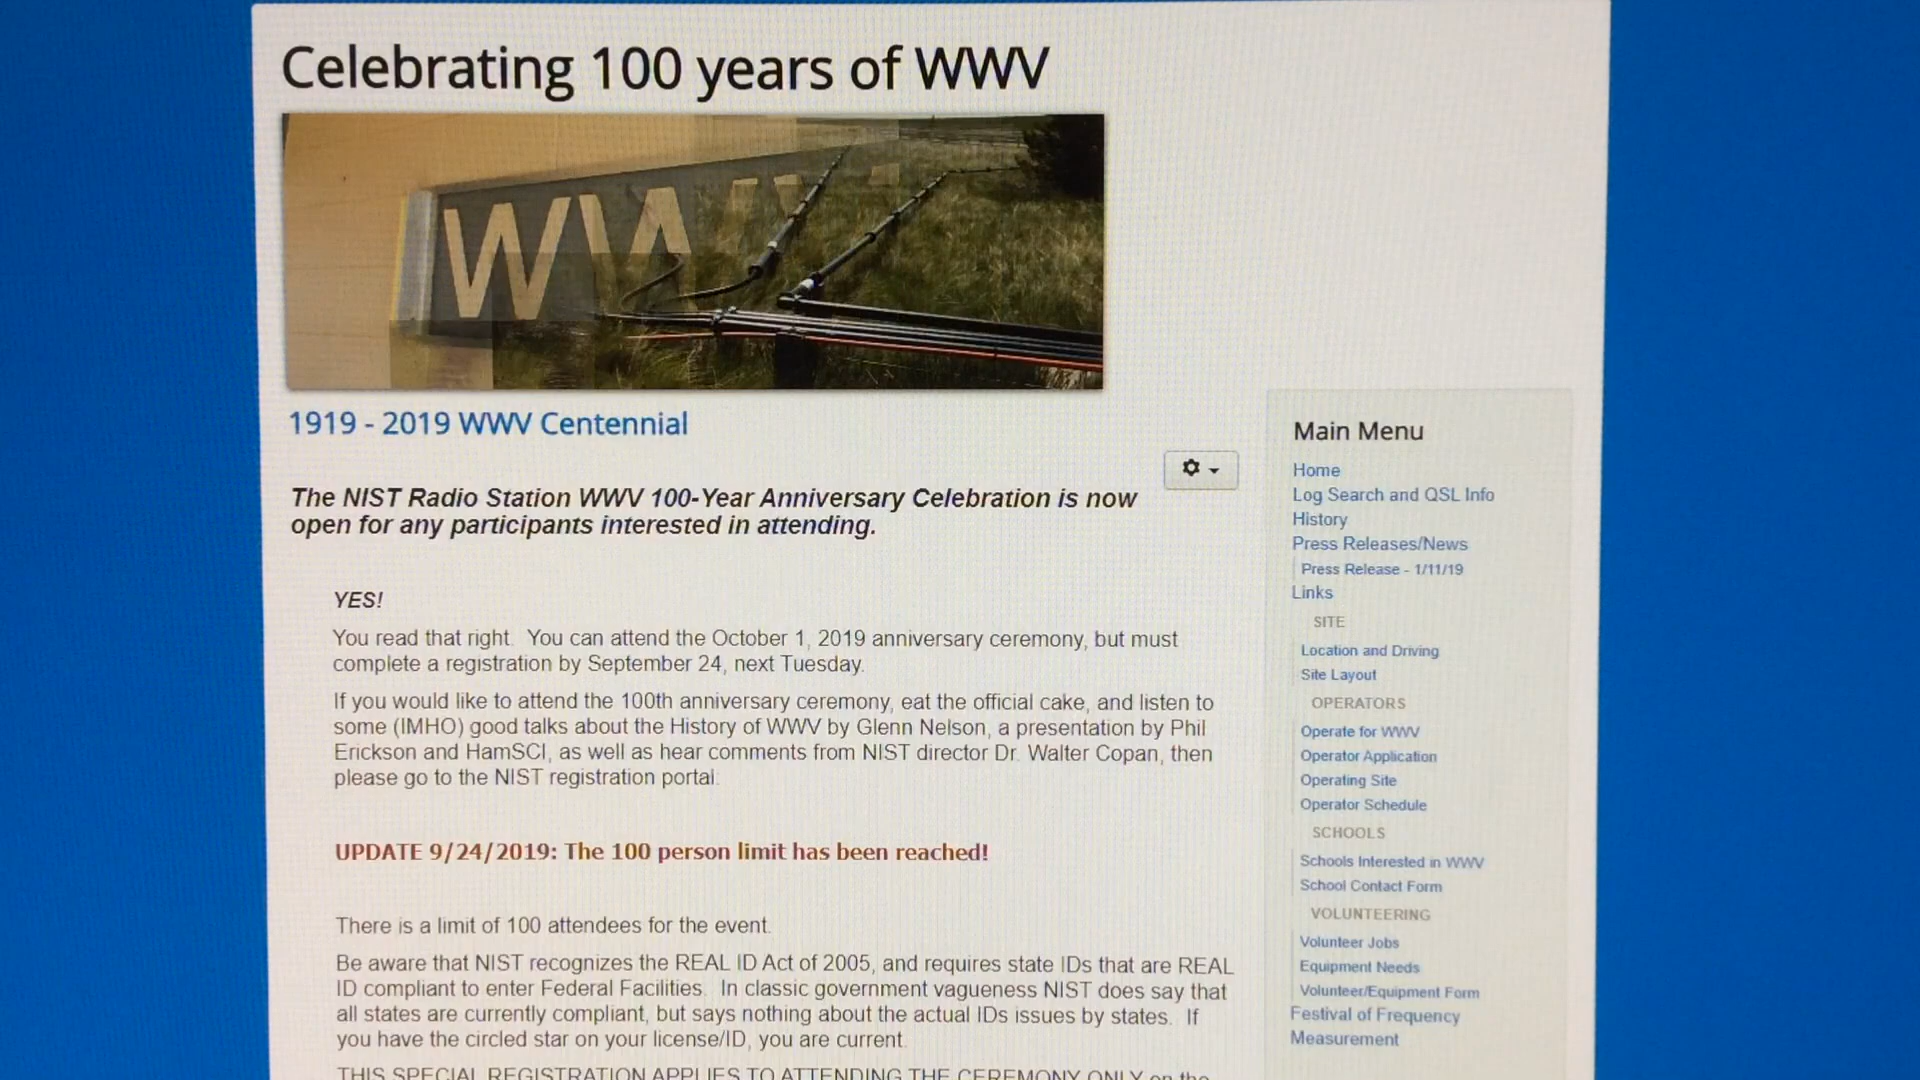 Celebrating 100 years of WWV
WW
1919 - 2019 WWV Centennial
The NIST Radio Station WWV 100-Year Anniversary Celebration is now
open for any participants interested in attending.
YES!
You read that right.  You can attend the October 1, 2019 anniversary ceremony, but must
complete a registration by September 24, next Tuesday.
If you would like to attend the 100th anniversary ceremony, eat the official cake, and listen to
some (IMHO) good talks about the History of WWV by Glenn Nelson, a presentation by Phil
Erickson and HamSCI, as well as hear comments from NIST director Dr. Walter Copan, then
please go to the NIST registration portal.
UPDATE 9/24/2019: The 100 person limit has been reached!
There is a limit of 100 attendees for the event.
Be aware that NIST recognizes the REAL ID Act of 2005, and requires state IDs that are REAL
ID compliant to enter Federal Facilities.  In classic government vagueness NIST does say that
all states are currently compliant, but says nothing about the actual IDs issues by states.  If
you have the circled star on your license/ID, you are current.
THIS SPECIAL REGISTRATION APPLIES TO ATTENDING THE CEREMONY ONLY on the
Main Menu
Home
Log Search and QSL Info
History
Press Releases/News
Press Release - 1/11/19
Links
SITE
Location and Driving
Site Layout
OPERATORS
Operate for WWV
Operator Application
Operating Site
Operator Schedule
SCHOOLS
Schools Interested in WWV
School Contact Form
VOLUNTEERING
Volunteer Jobs
Equipment Needs
Volunteer/Equipment Form
Festival of Frequency
Measurement